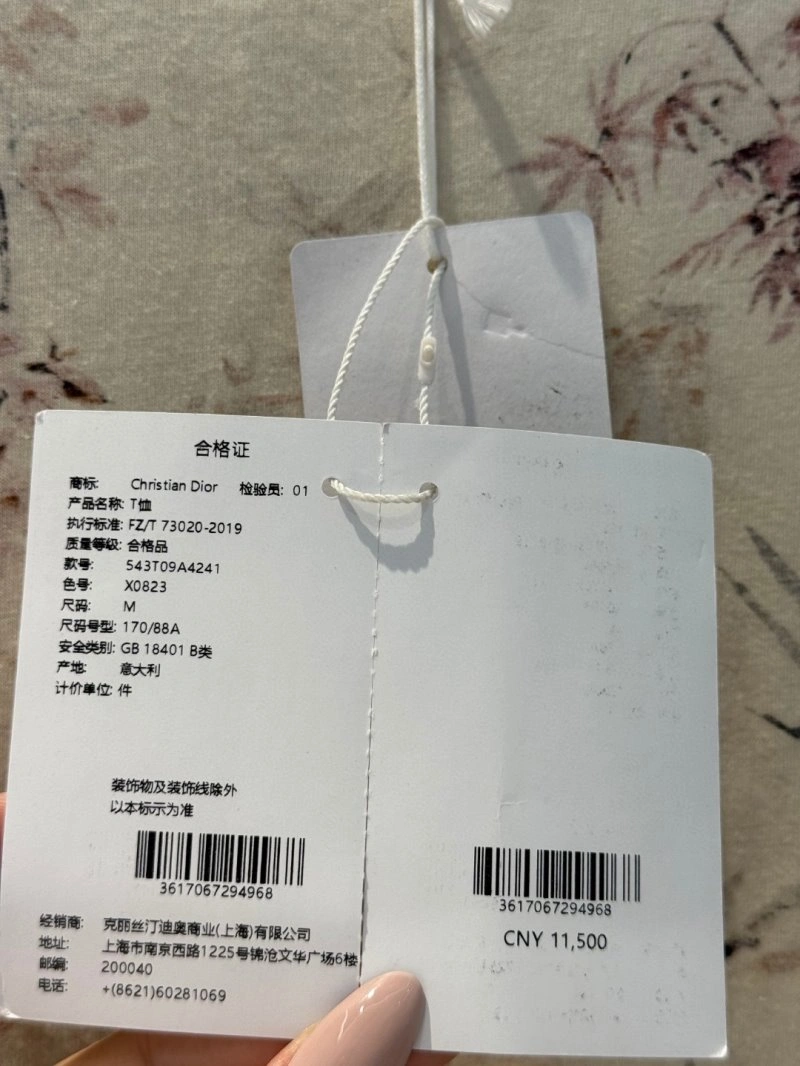 合格证
商标: Christian Dior 检验员: 01
产品名称: T恤
执行标准: FZ/T 73020-2019
质量等级: 合格品
款号: 543T09A4241
色号: X0823
尺码: M
尺码号型: 170/88A
安全类别: GB 18401 B类
产地: 意大利
计价单位: 件
装饰物及装饰线除外
以本标示为准
3617067294968
经销商: 克丽丝汀迪奥商业(上海)有限公司
地址: 上海市南京西路1225号锦沧文华广场6楼
邮编: 200040
电话: +(8621)60281069
3617067294968
CNY 11,500